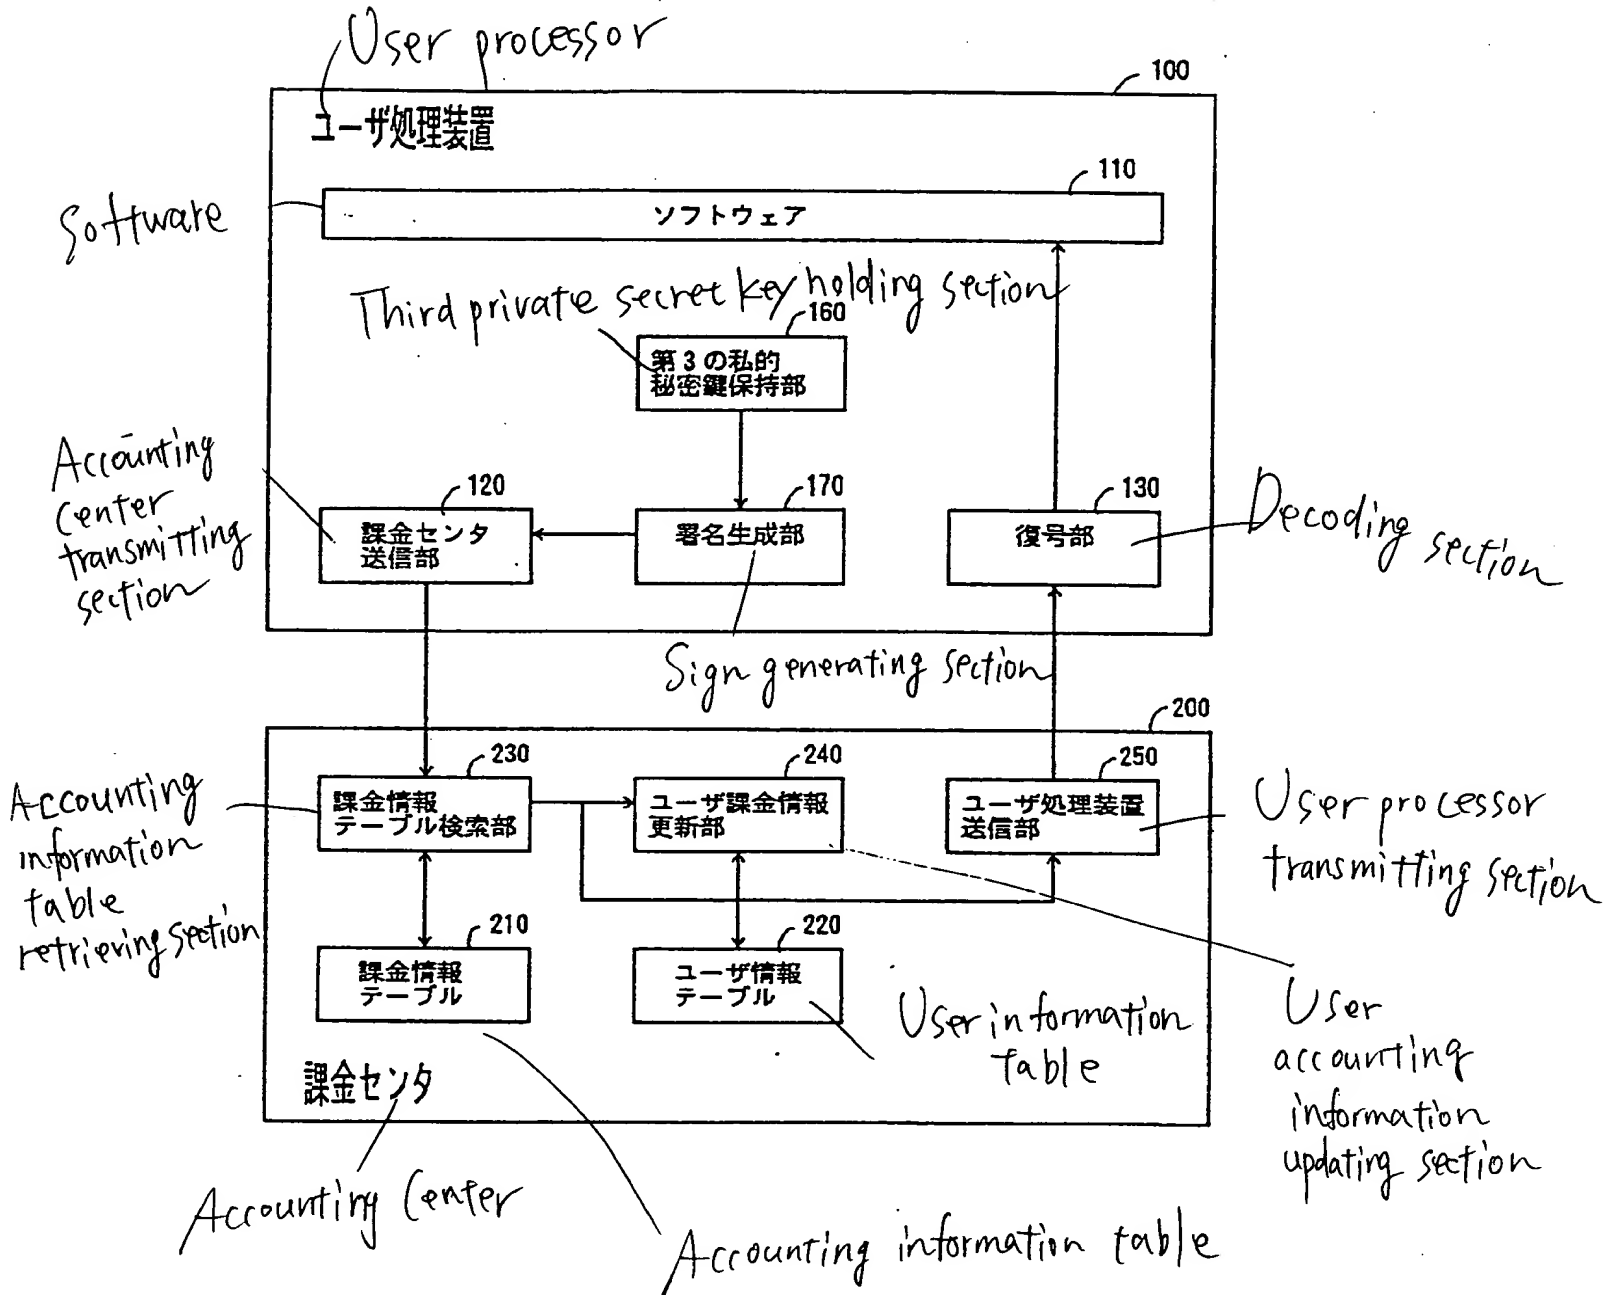 User processor
100
ユーザ処理装置
110
Software
ソフトウェア
Third private secret key holding section
160
第3の私的
秘密鍵保持部
Accounting
center
transmitting
section
120
課金センタ
送信部
170
署名生成部
130
復号部
Decoding
section
Sign generating section
200
Accounting
information
table
retrieving section
230
課金情報
テーブル検索部
240
ユーザ課金情報
更新部
250
ユーザ処理装置
送信部
User processor
transmitting section
210
課金情報
テーブル
220
ユーザ情報
テーブル
User information
table
User
accounting
information
updating section
課金センタ
Accounting Center
Accounting information table